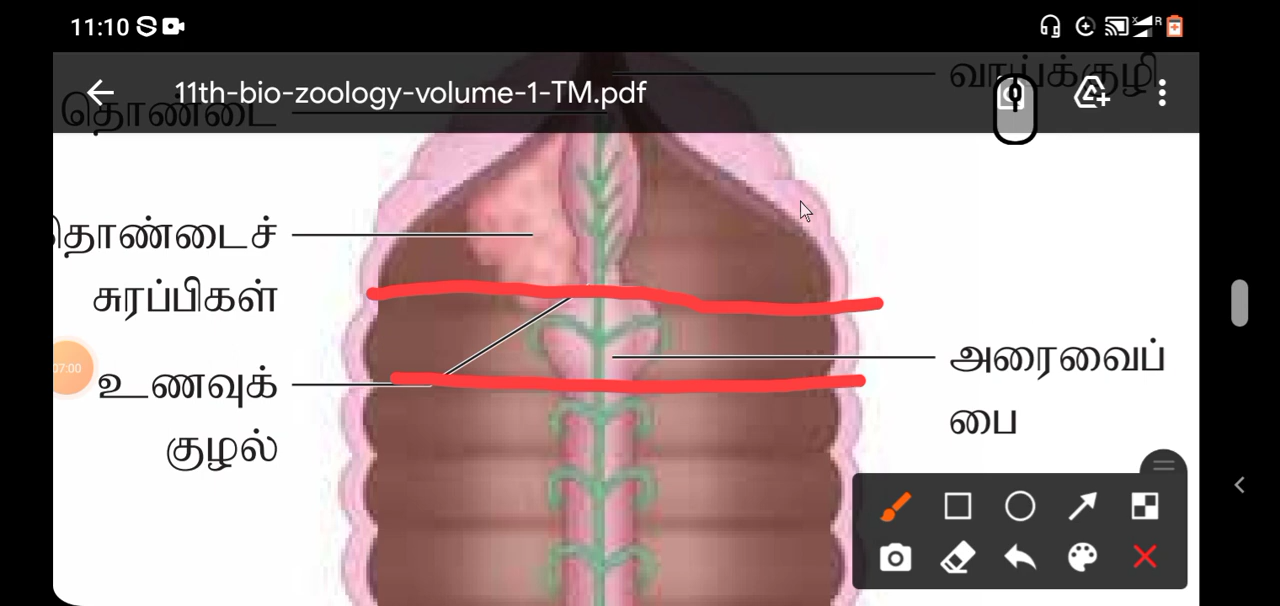 11:10
R
வாய்க்குழி
11th-bio-zoology-volume-1-TM.pdf
தொண்டை
தொண்டைச்
சுரப்பிகள்
07:00
உணவுக்
குழல்
அரைவைப்
பை